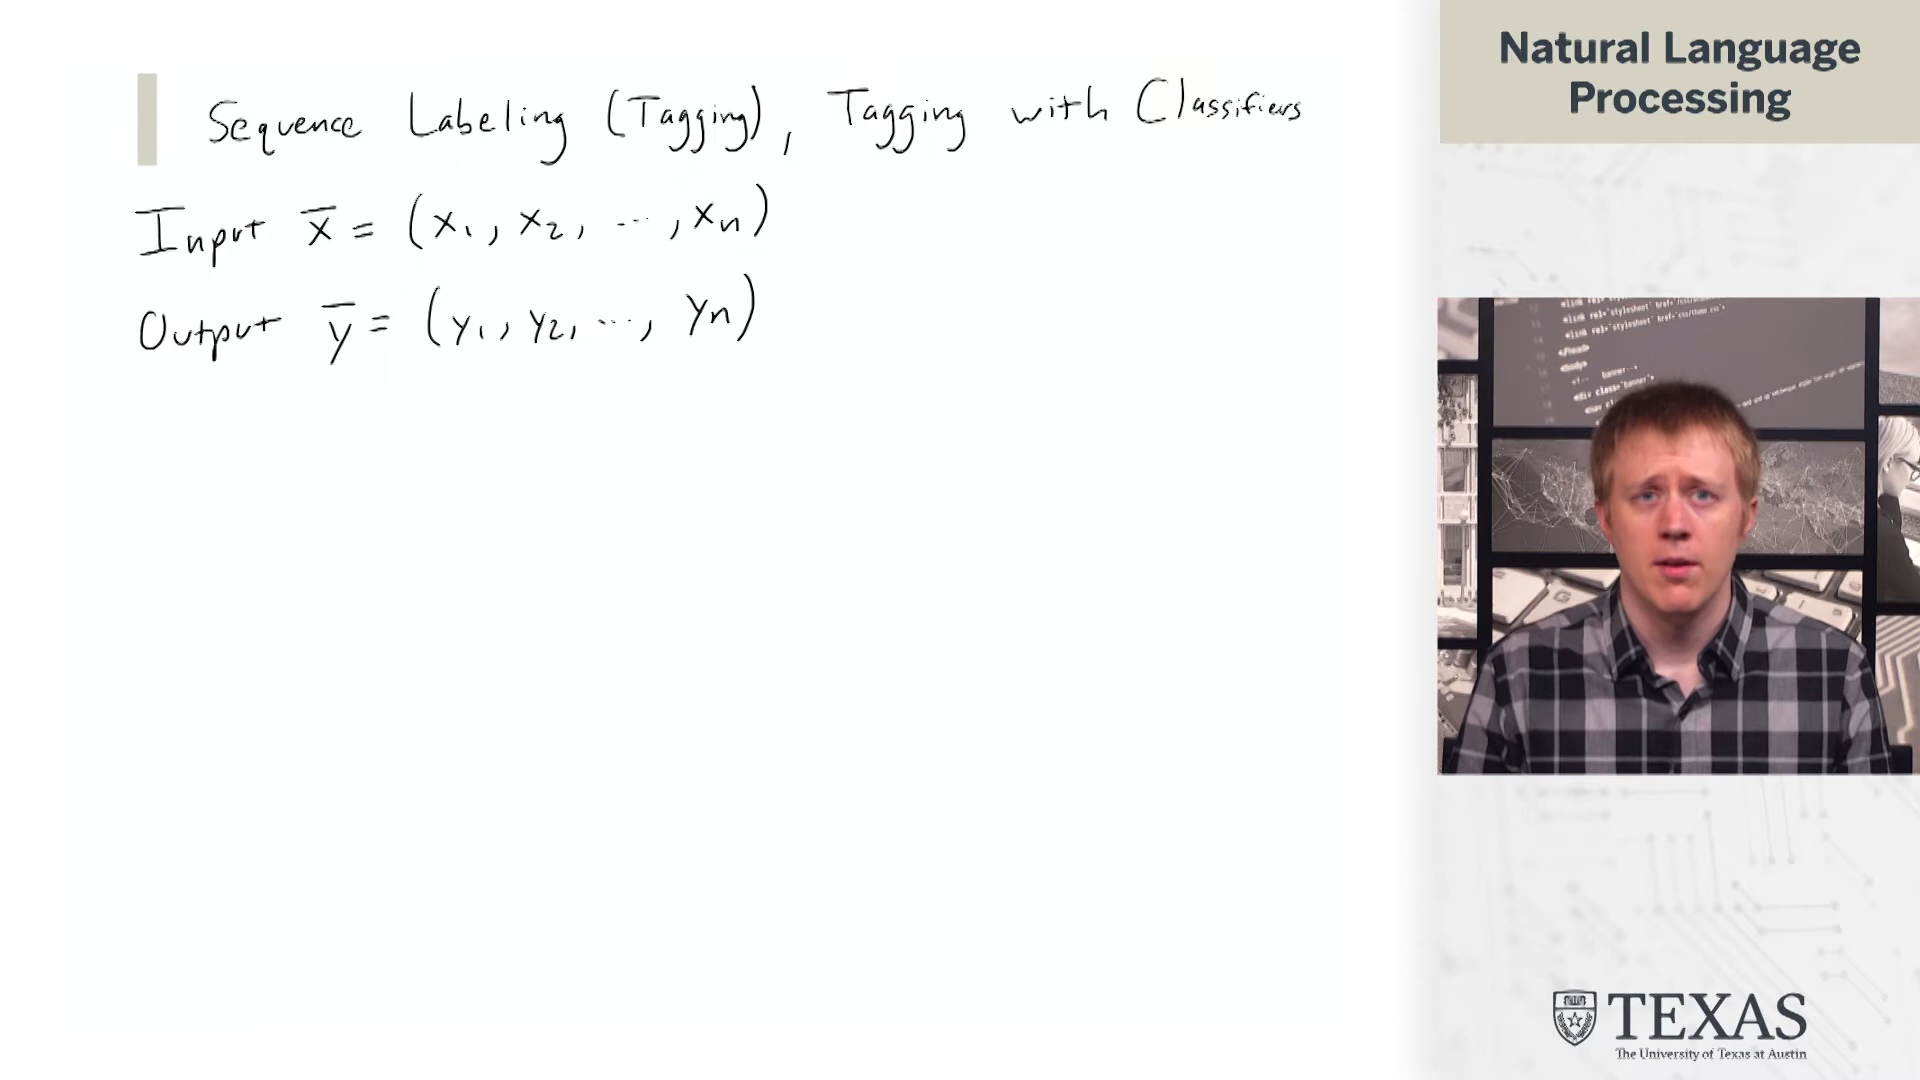 Sequence Labeling (Tagging), Tagging with Classifiers
Input x̄ = (x₁, x₂, ..., xₙ)
Output ȳ = (y₁, y₂, ..., yₙ)
Natural Language
Processing
TEXAS
The University of Texas at Austin